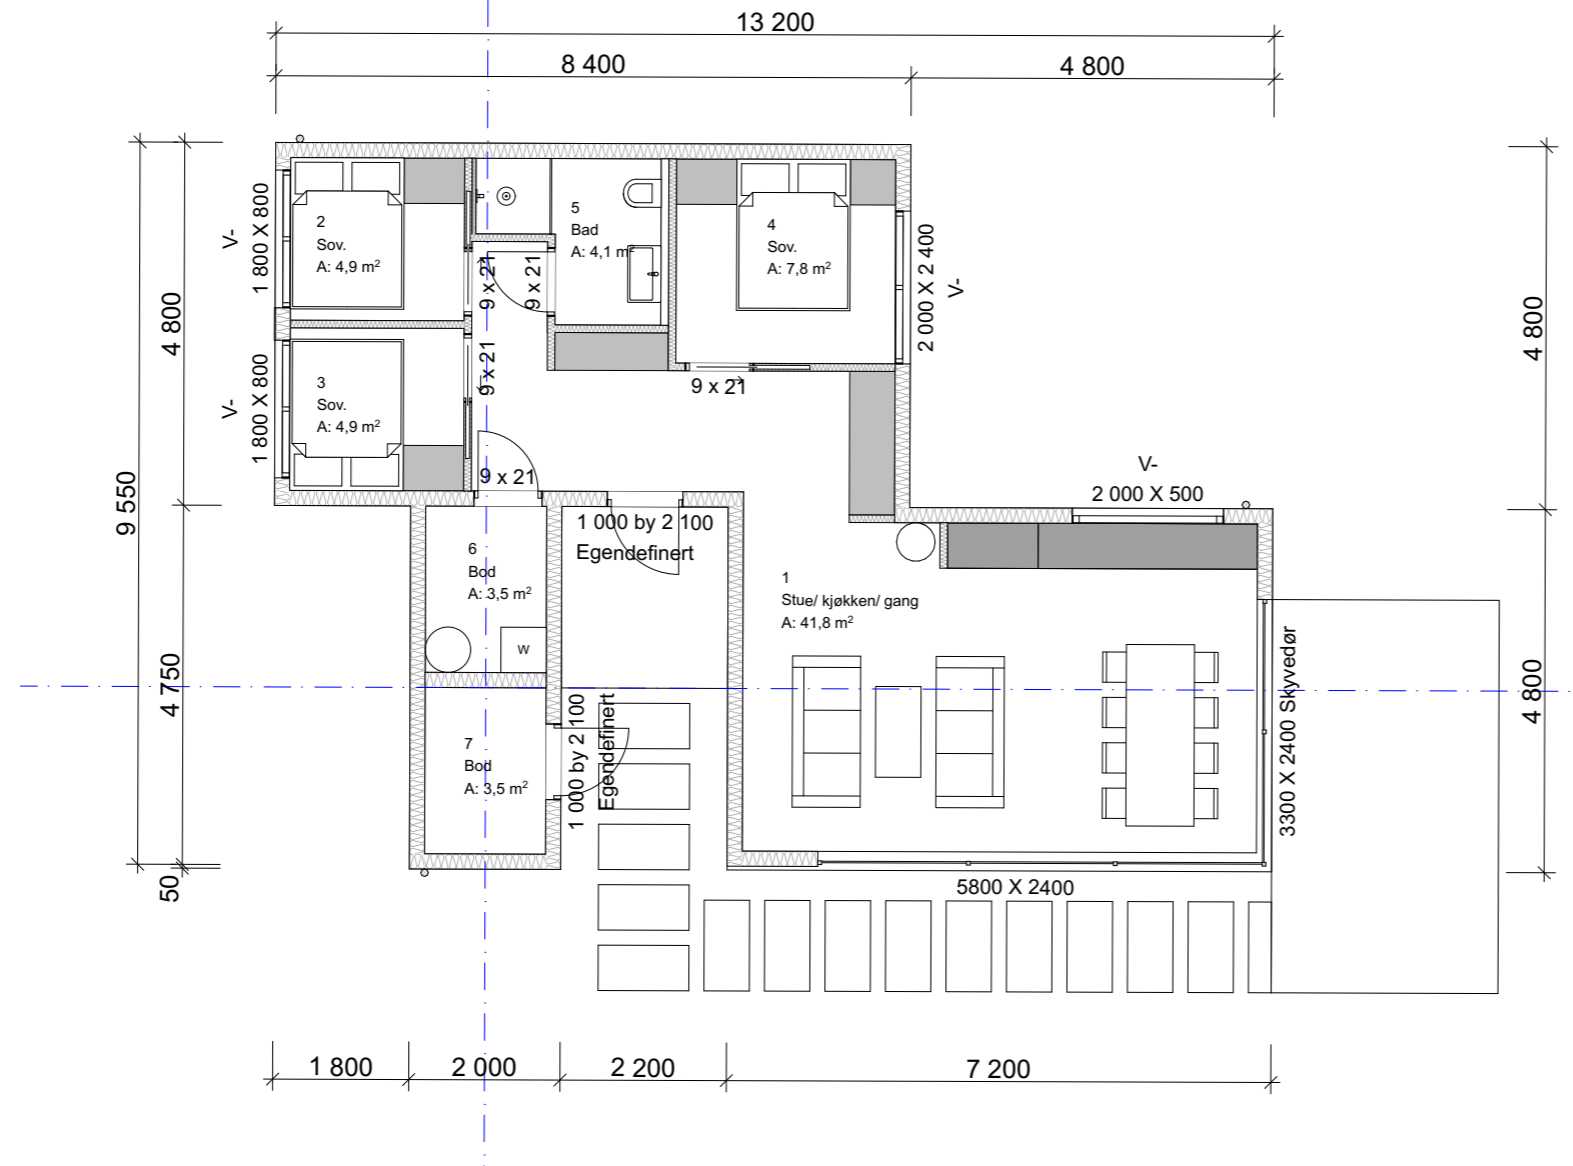 13 200
8 400
4 800
9 550
4 800
4 750
50
V-
1 800 X 800
V-
1 800 X 800
2
Sov.
A: 4,9 m²
3
Sov.
A: 4,9 m²
9 x 21
9 x 21
9 x 21
5
Bad
A: 4,1 m²
4
Sov.
A: 7,8 m²
9 x 21
2 000 X 2 400
V-
4 800
4 800
V-
2 000 X 500
9 x 21
1 000 by 2 100
Egendefinert
6
Bod
A: 3,5 m²
W
1
Stue/ kjøkken/ gang
A: 41,8 m²
7
Bod
A: 3,5 m²
1 000 by 2 100
Egendefinert
3300 X 2400 Skyvedør
5800 X 2400
1 800
2 000
2 200
7 200